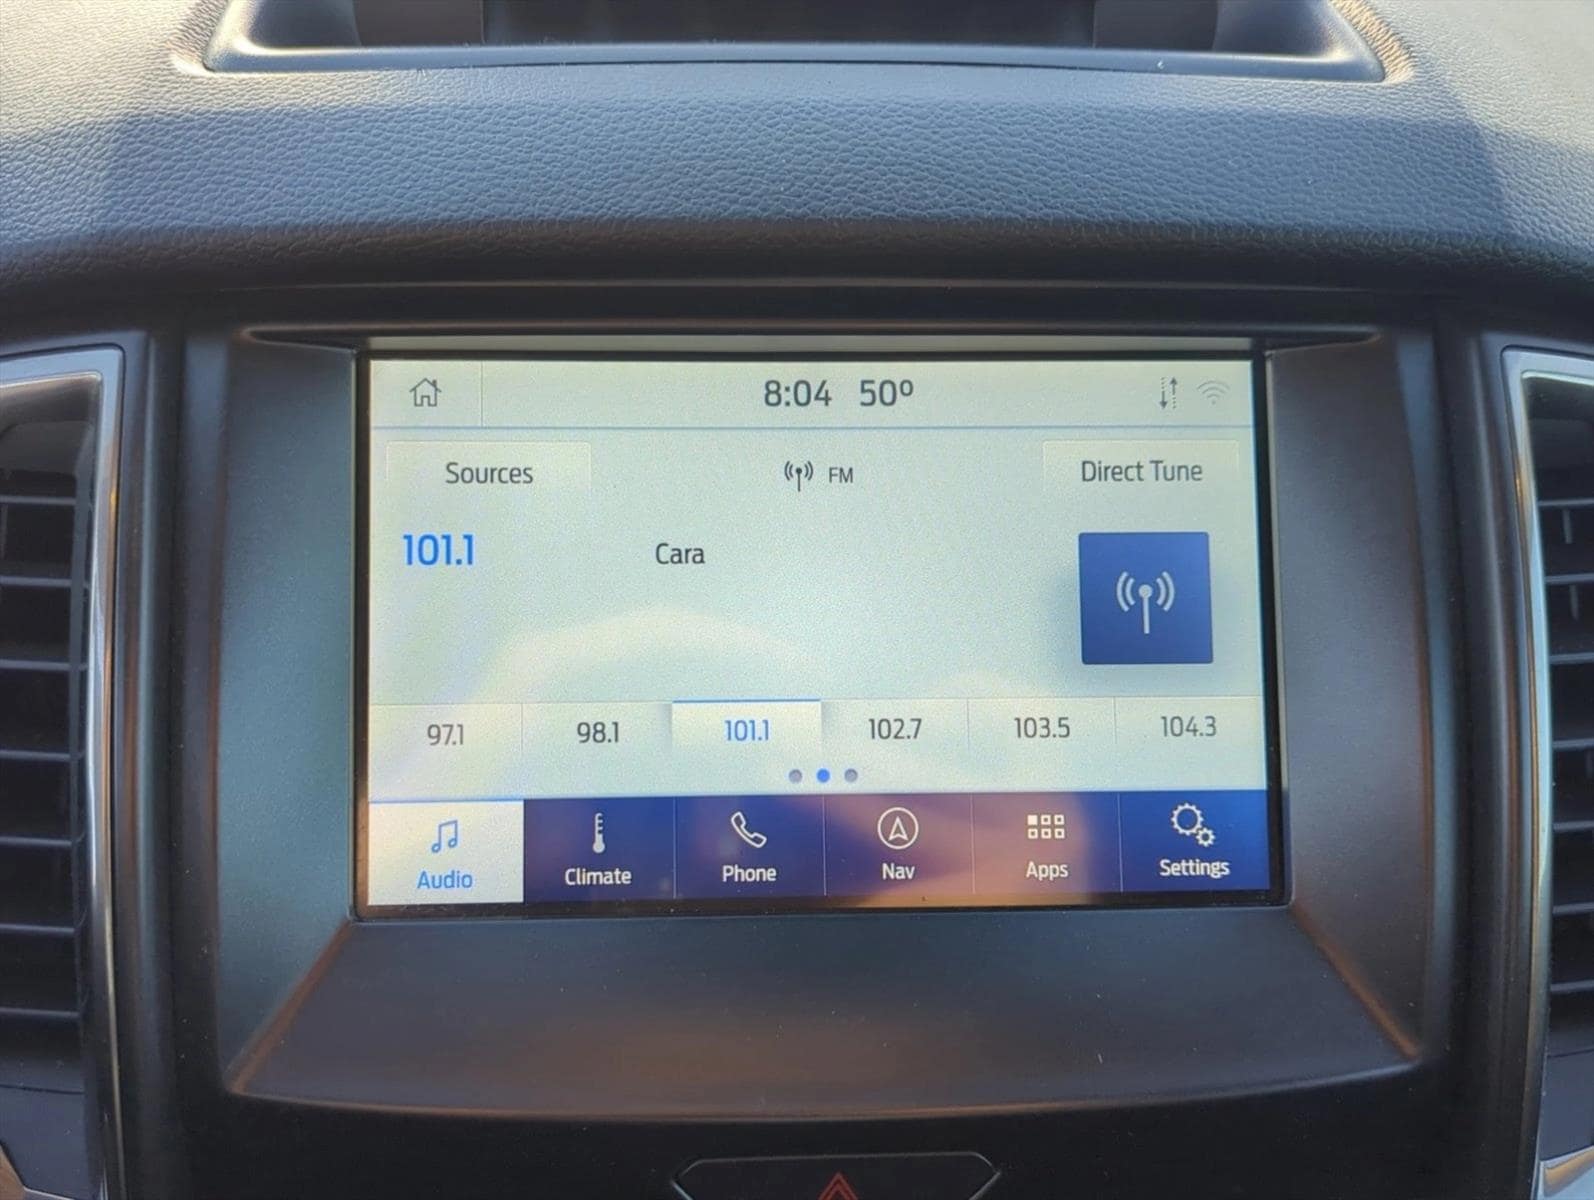 8:04 50º
Sources FM Direct Tune
101.1 Cara
97.1 98.1 101.1 102.7 103.5 104.3
Audio Climate Phone Nav Apps Settings